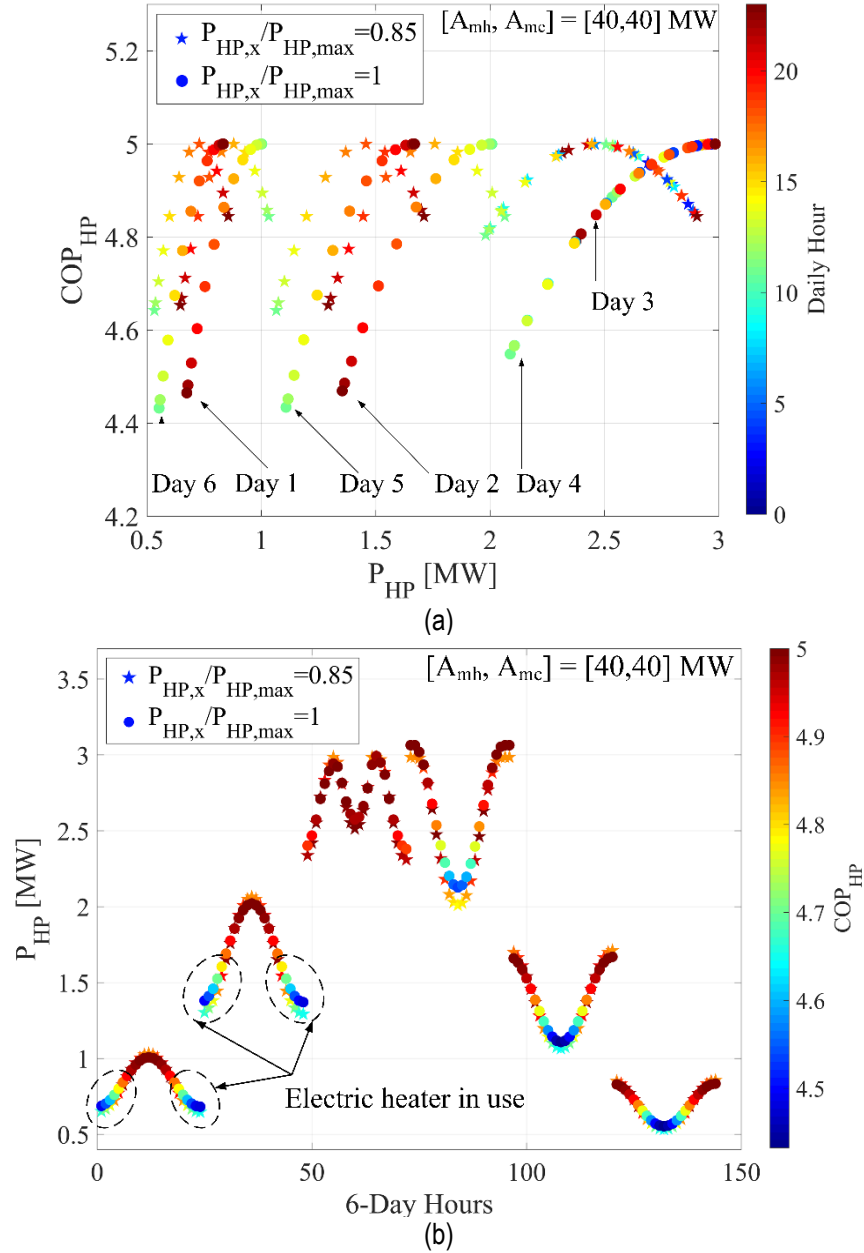 [A_mh, A_mc] = [40,40] MW
P_HP,x/P_HP,max=0.85
P_HP,x/P_HP,max=1
5.2
5
4.8
4.6
4.4
4.2
COP_HP
Day 3
Day 6
Day 1
Day 5
Day 2
Day 4
0.5
1
1.5
2
2.5
3
P_HP [MW]
20
15
10
5
0
Daily Hour
(a)
[A_mh, A_mc] = [40,40] MW
P_HP,x/P_HP,max=0.85
P_HP,x/P_HP,max=1
3.5
3
2.5
2
1.5
1
0.5
P_HP [MW]
Electric heater in use
0
50
100
150
6-Day Hours
5
4.9
4.8
4.7
4.6
4.5
COP_HP
(b)